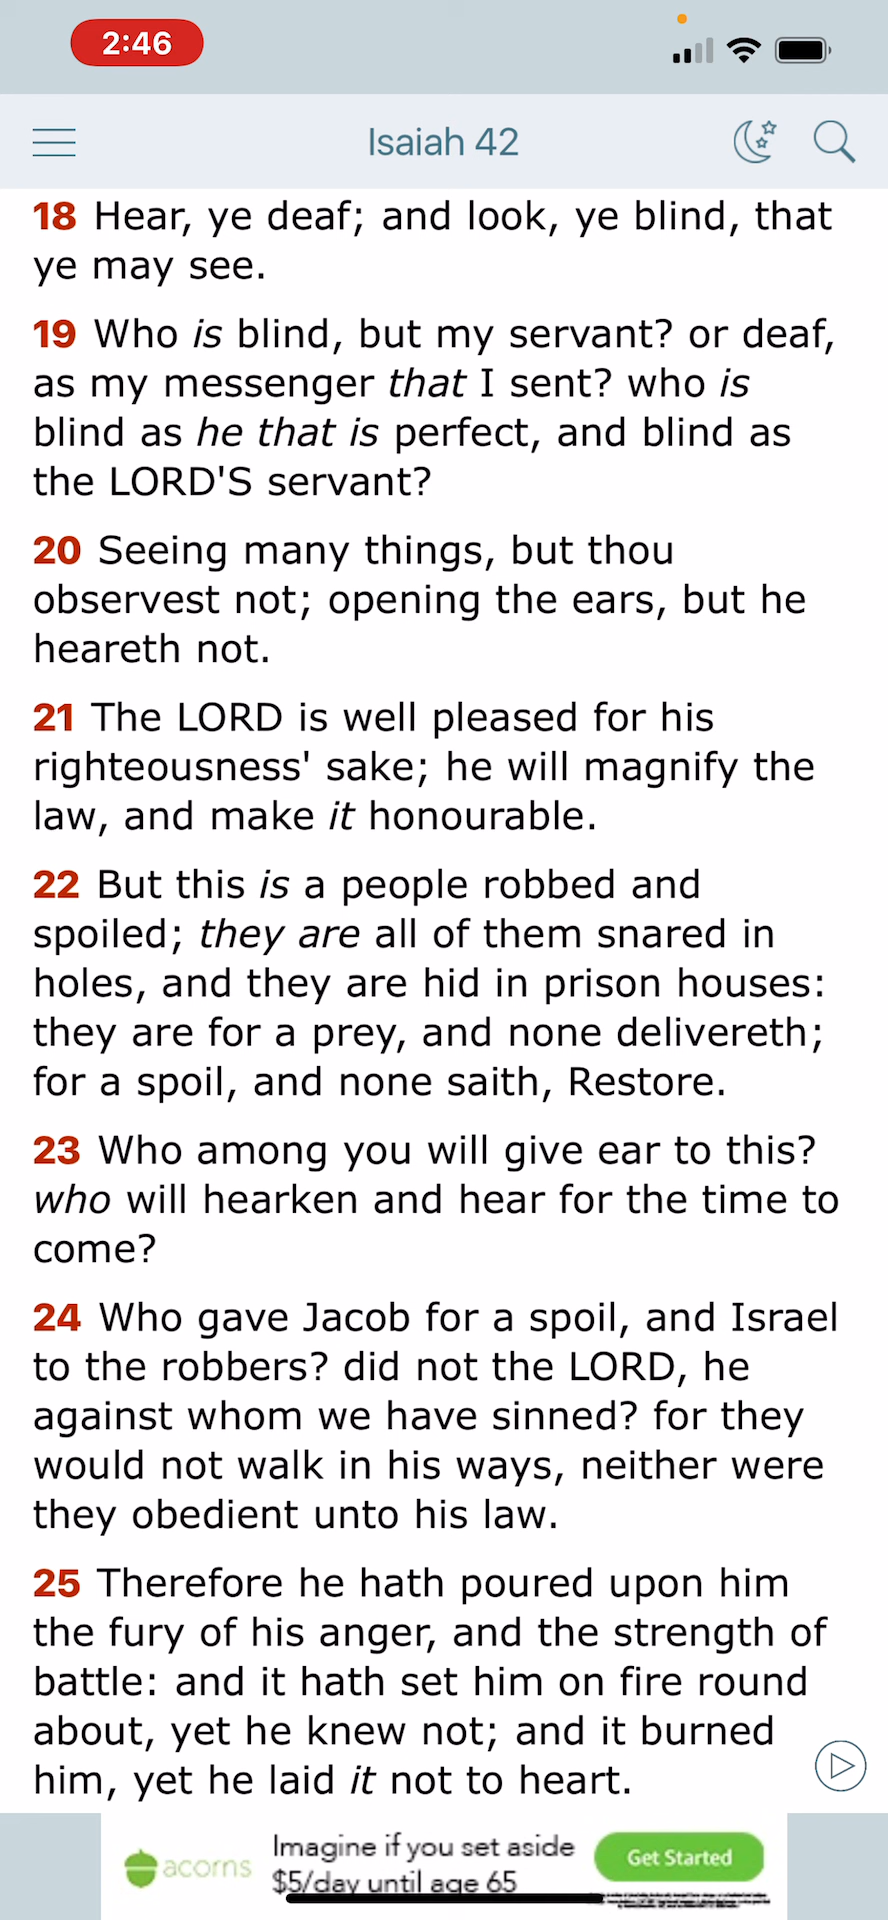 2:46
Isaiah 42
18 Hear, ye deaf; and look, ye blind, that
ye may see.
19 Who is blind, but my servant? or deaf,
as my messenger that I sent? who is
blind as he that is perfect, and blind as
the LORD'S servant?
20 Seeing many things, but thou
observest not; opening the ears, but he
heareth not.
21 The LORD is well pleased for his
righteousness' sake; he will magnify the
law, and make it honourable.
22 But this is a people robbed and
spoiled; they are all of them snared in
holes, and they are hid in prison houses:
they are for a prey, and none delivereth;
for a spoil, and none saith, Restore.
23 Who among you will give ear to this?
who will hearken and hear for the time to
come?
24 Who gave Jacob for a spoil, and Israel
to the robbers? did not the LORD, he
against whom we have sinned? for they
would not walk in his ways, neither were
they obedient unto his law.
25 Therefore he hath poured upon him
the fury of his anger, and the strength of
battle: and it hath set him on fire round
about, yet he knew not; and it burned
him, yet he laid it not to heart.
acorns
Imagine if you set aside
$5/day until age 65
Get Started